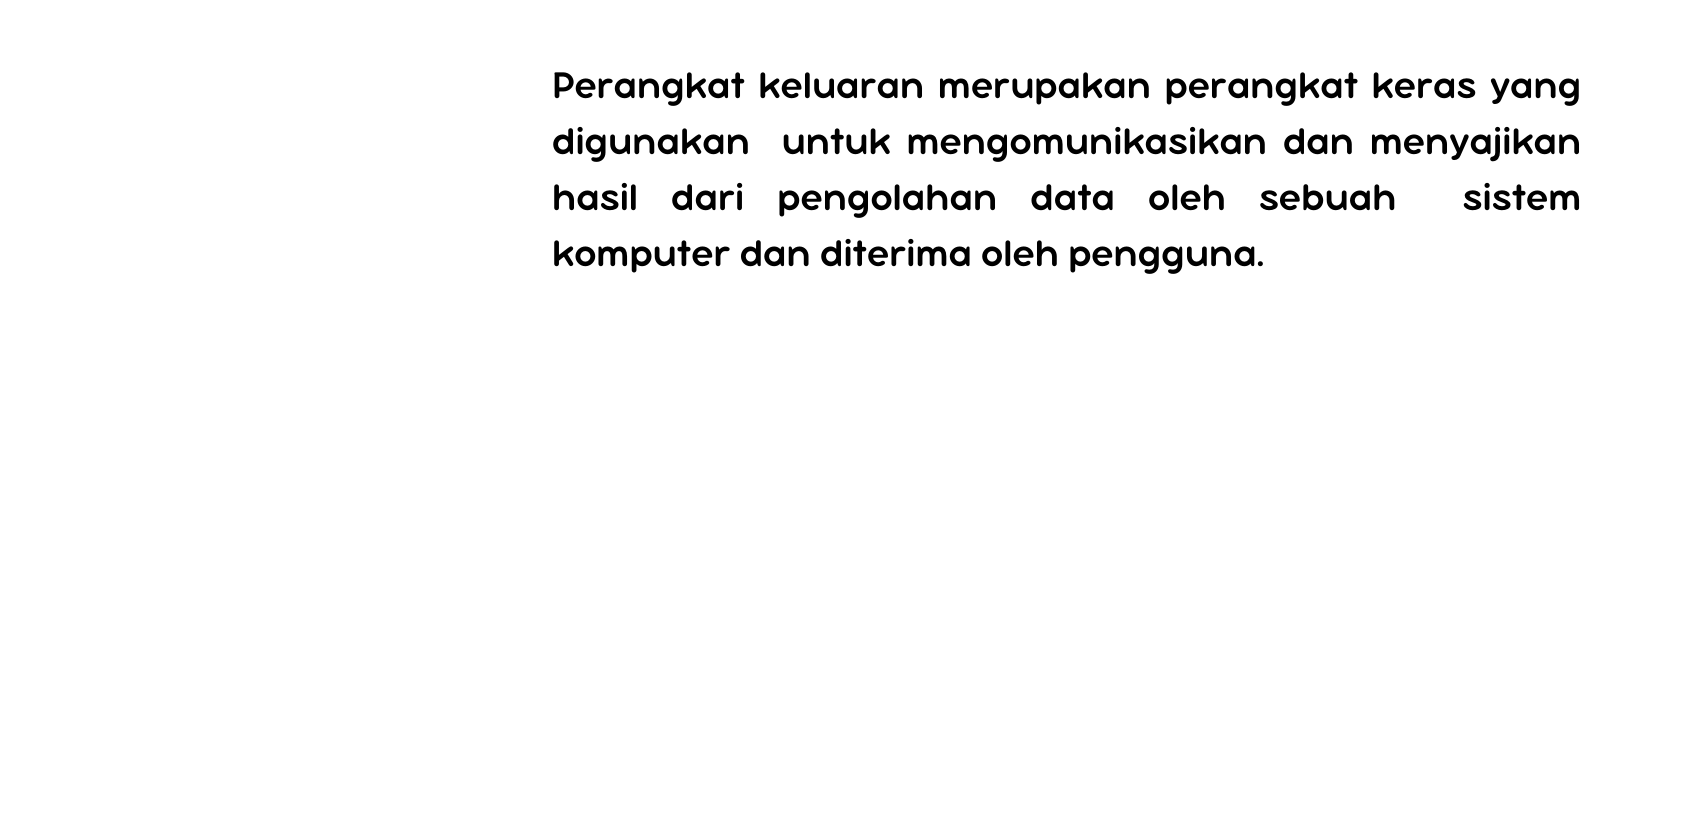 Perangkat keluaran merupakan perangkat keras yang
digunakan untuk mengomunikasikan dan menyajikan
hasil dari pengolahan data oleh sebuah sistem
komputer dan diterima oleh pengguna.